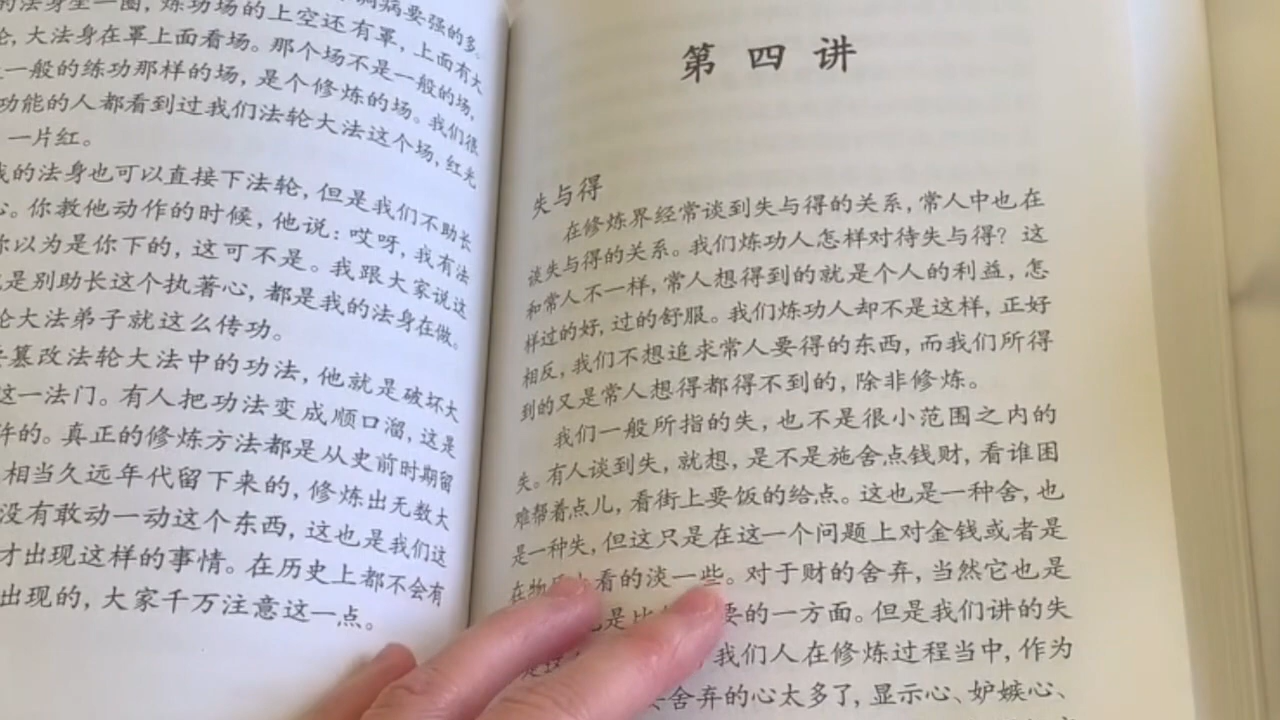 的法身坐一圈，炼功场的上空还有罩，上面有大
轮，大法身在罩上面看场。那个场不是一般的场，
一般的练功那样的场，是个修炼的场。我们很
功能的人都看到过我们法轮大法这个场，红光
一片红。
我的法身也可以直接下法轮，但是我们不助长
心。你教他动作的时候，他说：哎呀，我有法
你以为是你下的，这可不是。我跟大家说这
是别助长这个执著心，都是我的法身在做。
轮大法弟子就这么传功。
篡改法轮大法中的功法，他就是破坏大
这一法门。有人把功法变成顺口溜，这是
许的。真正的修炼方法都是从史前时期留
相当久远年代留下来的，修炼出无数大
没有敢动一动这个东西，这也是我们这
才出现这样的事情。在历史上都不会有
出现的，大家千万注意这一点。
第四讲
失与得
在修炼界经常谈到失与得的关系，常人中也在
谈失与得的关系。我们炼功人怎样对待失与得？这
和常人不一样，常人想得到的就是个人的利益，怎
样过的好，过的舒服。我们炼功人却不是这样，正好
相反，我们不想追求常人要得的东西，而我们所得
到的又是常人想得都得不到的，除非修炼。
我们一般所指的失，也不是很小范围之内的
失。有人谈到失，就想，是不是施舍点钱财，看谁困
难帮着点儿，看街上要饭的给点。这也是一种舍，也
是一种失，但这只是在这一个问题上对金钱或者是
在物 看的淡一些。对于财的舍弃，当然它也是
是比 要的一方面。但是我们讲的失
我们人在修炼过程当中，作为
舍弃的心太多了，显示心、妒嫉心、